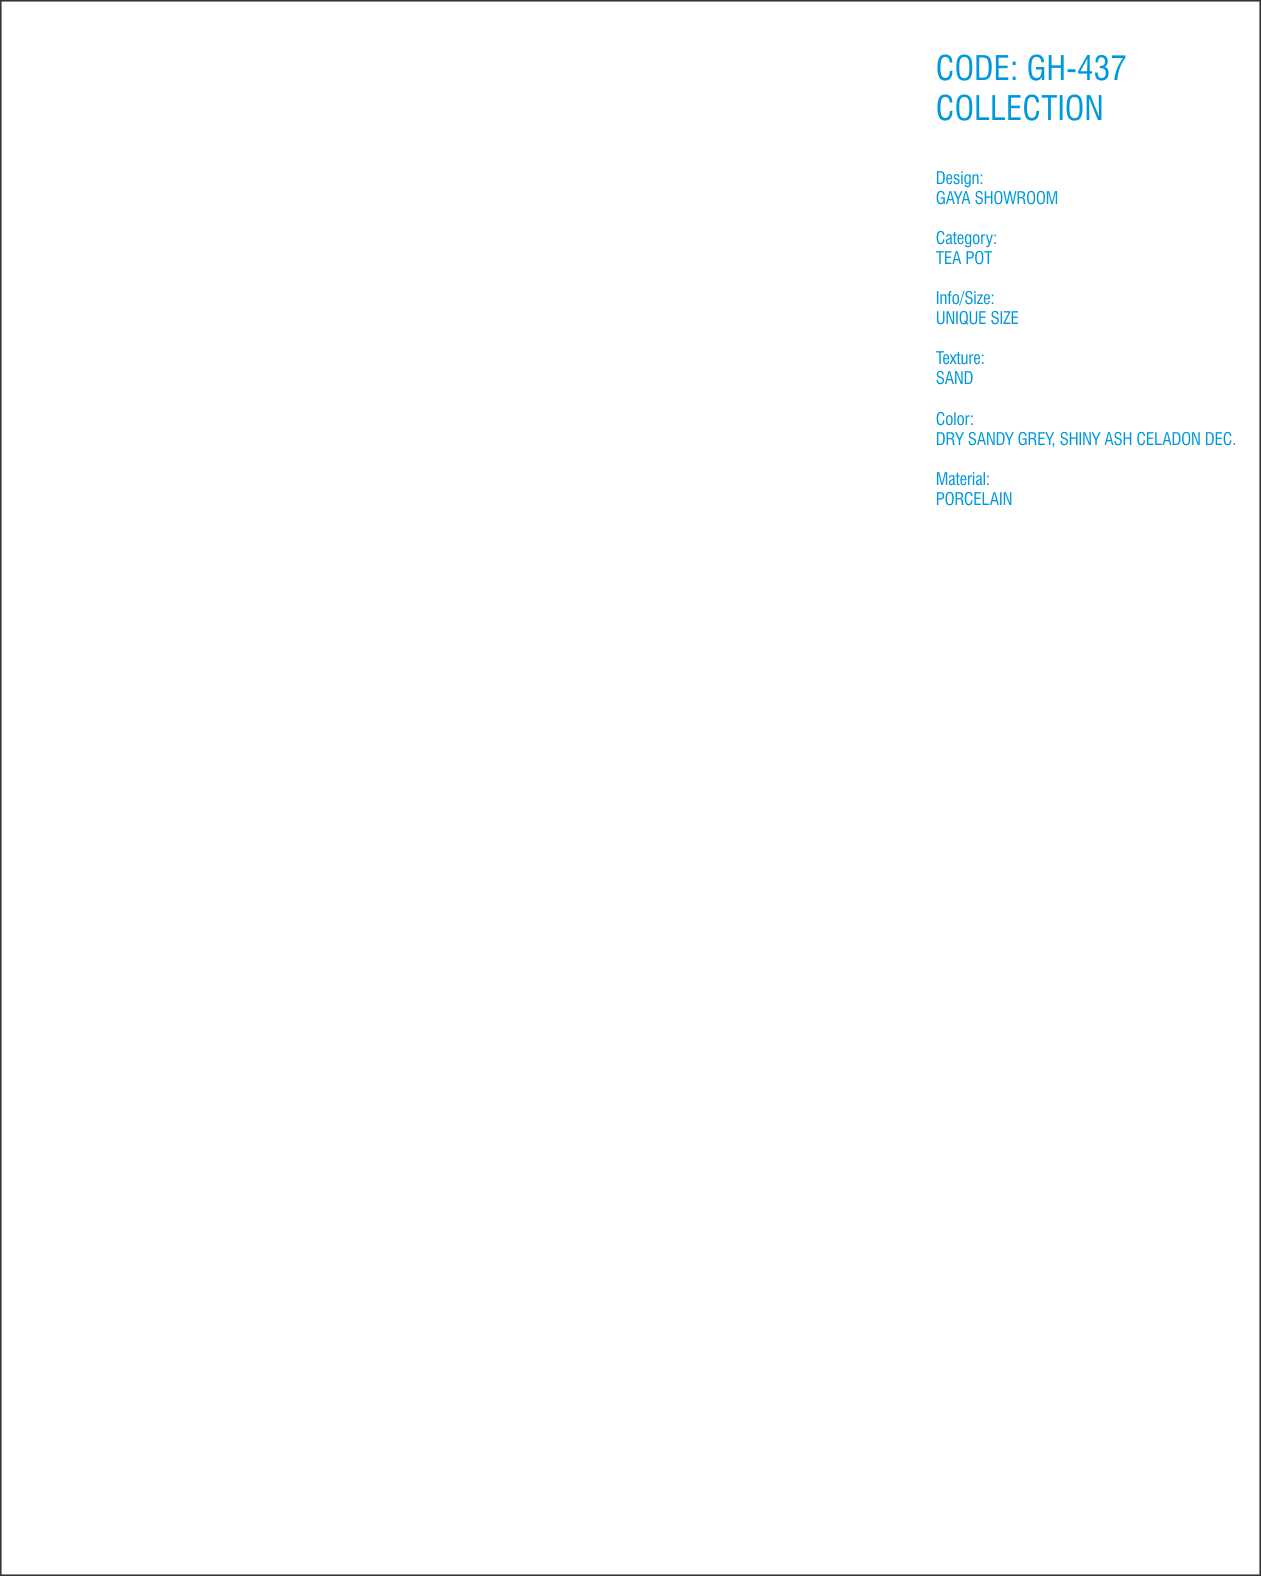 CODE: GH-437
COLLECTION
Design:
GAYA SHOWROOM
Category:
TEA POT
Info/Size:
UNIQUE SIZE
Texture:
SAND
Color:
DRY SANDY GREY, SHINY ASH CELADON DEC.
Material:
PORCELAIN